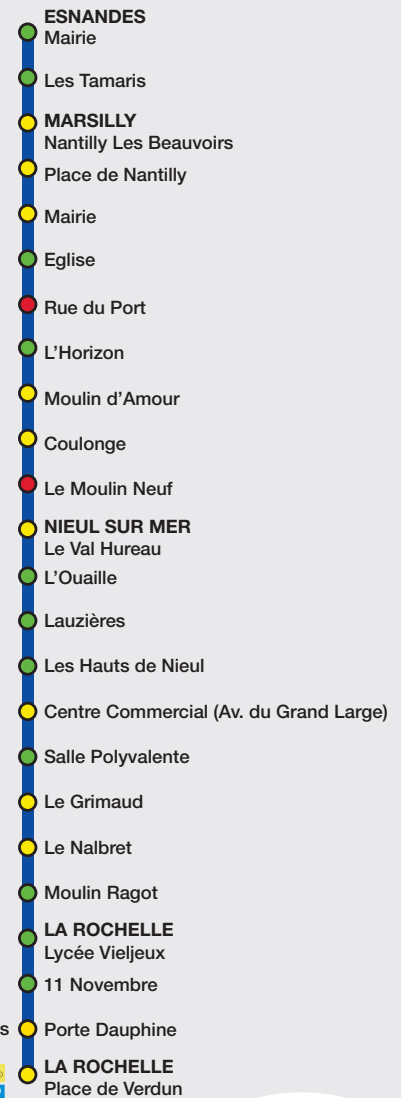 ESNANDES
Mairie
Les Tamaris
MARSILLY
Nantilly Les Beauvoirs
Place de Nantilly
Mairie
Eglise
Rue du Port
L'Horizon
Moulin d'Amour
Coulonge
Le Moulin Neuf
NIEUL SUR MER
Le Val Hureau
L'Ouaille
Lauzières
Les Hauts de Nieul
Centre Commercial (Av. du Grand Large)
Salle Polyvalente
Le Grimaud
Le Nalbret
Moulin Ragot
LA ROCHELLE
Lycée Vieljeux
11 Novembre
s Porte Dauphine
LA ROCHELLE
Place de Verdun